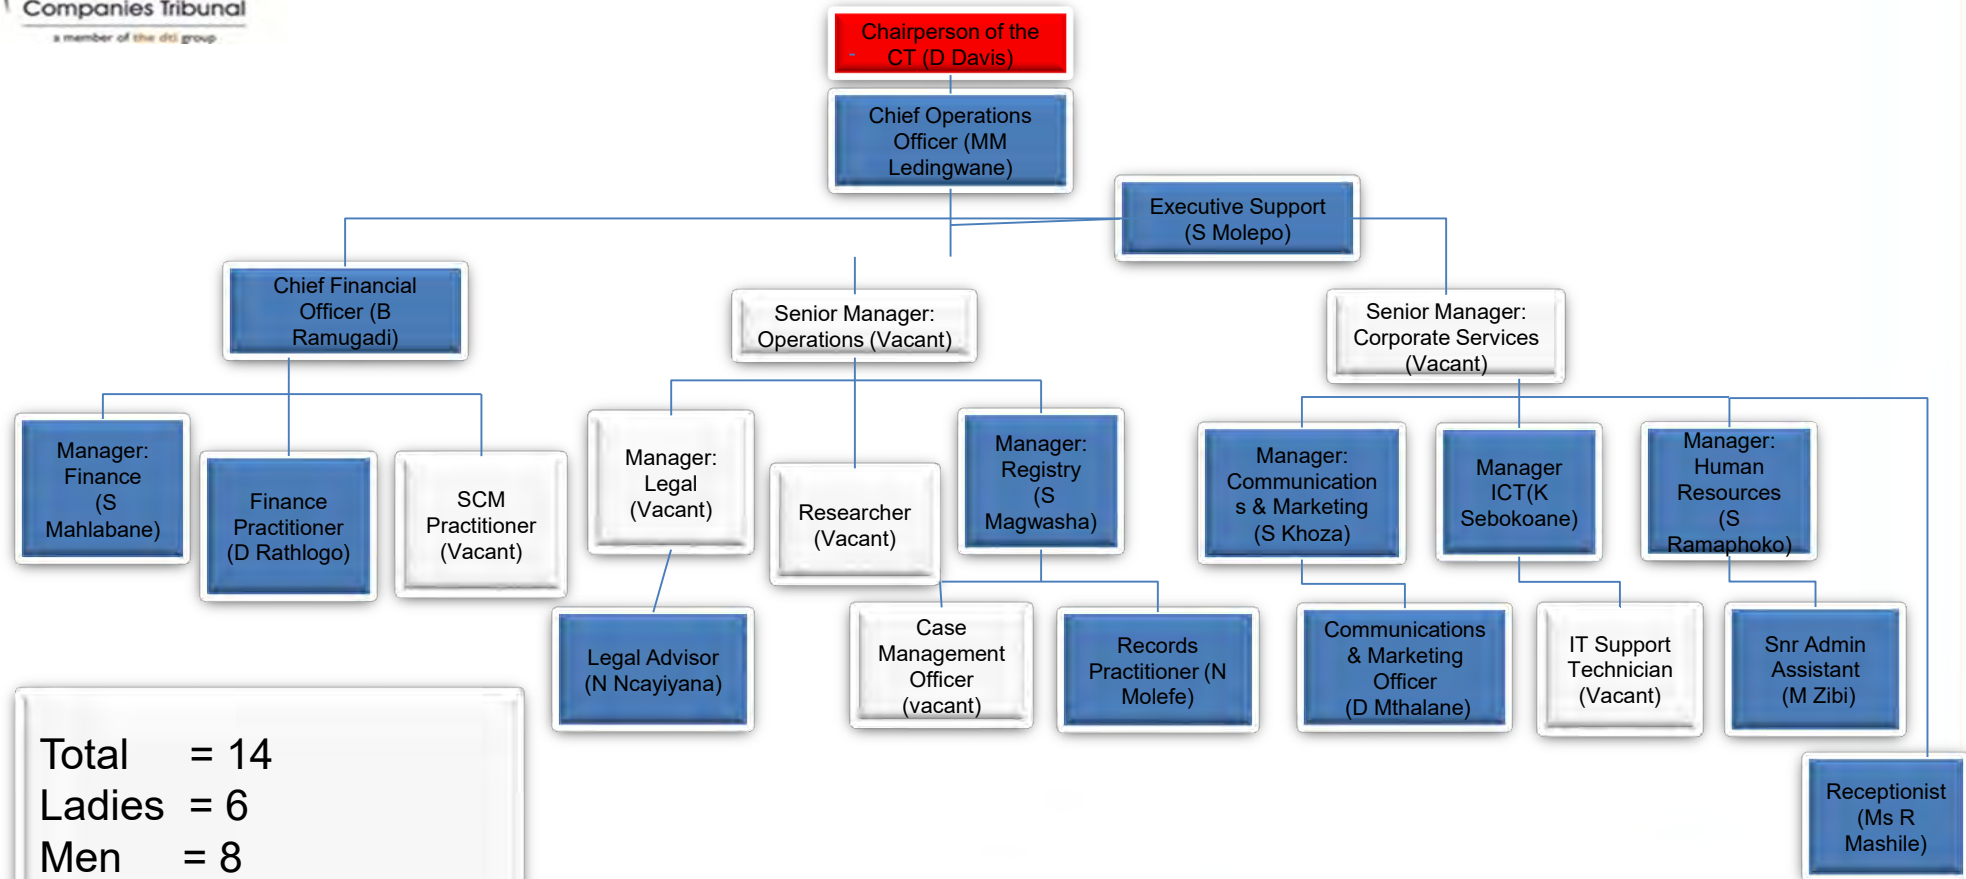 Companies Tribunal
a member of the dti group
Chairperson of the
CT (D Davis)
Chief Operations
Officer (MM
Ledingwane)
Executive Support
(S Molepo)
Chief Financial
Officer (B
Ramugadi)
Senior Manager:
Operations (Vacant)
Senior Manager:
Corporate Services
(Vacant)
Manager:
Finance
(S
Mahlabane)
Finance
Practitioner
(D Rathlogo)
SCM
Practitioner
(Vacant)
Manager:
Legal
(Vacant)
Researcher
(Vacant)
Manager:
Registry
(S
Magwasha)
Manager:
Communication
s & Marketing
(S Khoza)
Manager
ICT(K
Sebokoane)
Manager:
Human
Resources
(S
Ramaphoko)
Legal Advisor
(N Ncayiyana)
Case
Management
Officer
(vacant)
Records
Practitioner (N
Molefe)
Communications
& Marketing
Officer
(D Mthalane)
IT Support
Technician
(Vacant)
Snr Admin
Assistant
(M Zibi)
Receptionist
(Ms R
Mashile)
Total = 14
Ladies = 6
Men = 8